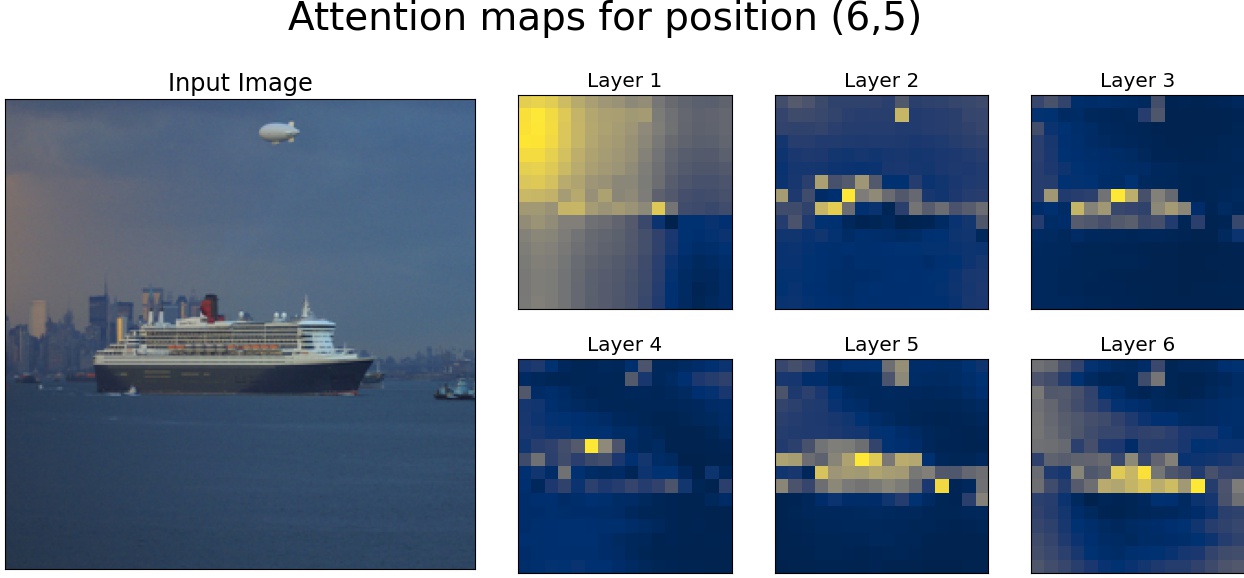 Attention maps for position (6,5)
Input Image
Layer 1
Layer 2
Layer 3
Layer 4
Layer 5
Layer 6